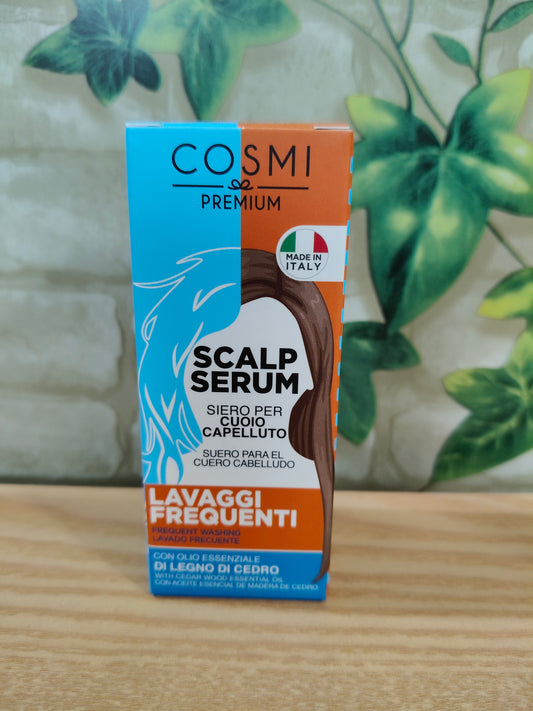 COSMI
PREMIUM
MADE IN
ITALY
SCALP
SERUM
SIERO PER
CUOIO
CAPELLUTO
SUERO PARA EL
CUERO CABELLUDO
LAVAGGI
FREQUENTI
FREQUENT WASHING
LAVADO FRECUENTE
CON OLIO ESSENZIALE
DI LEGNO DI CEDRO
WITH CEDAR WOOD ESSENTIAL OIL
CON ACEITE ESENCIAL DE MADERA DE CEDRO